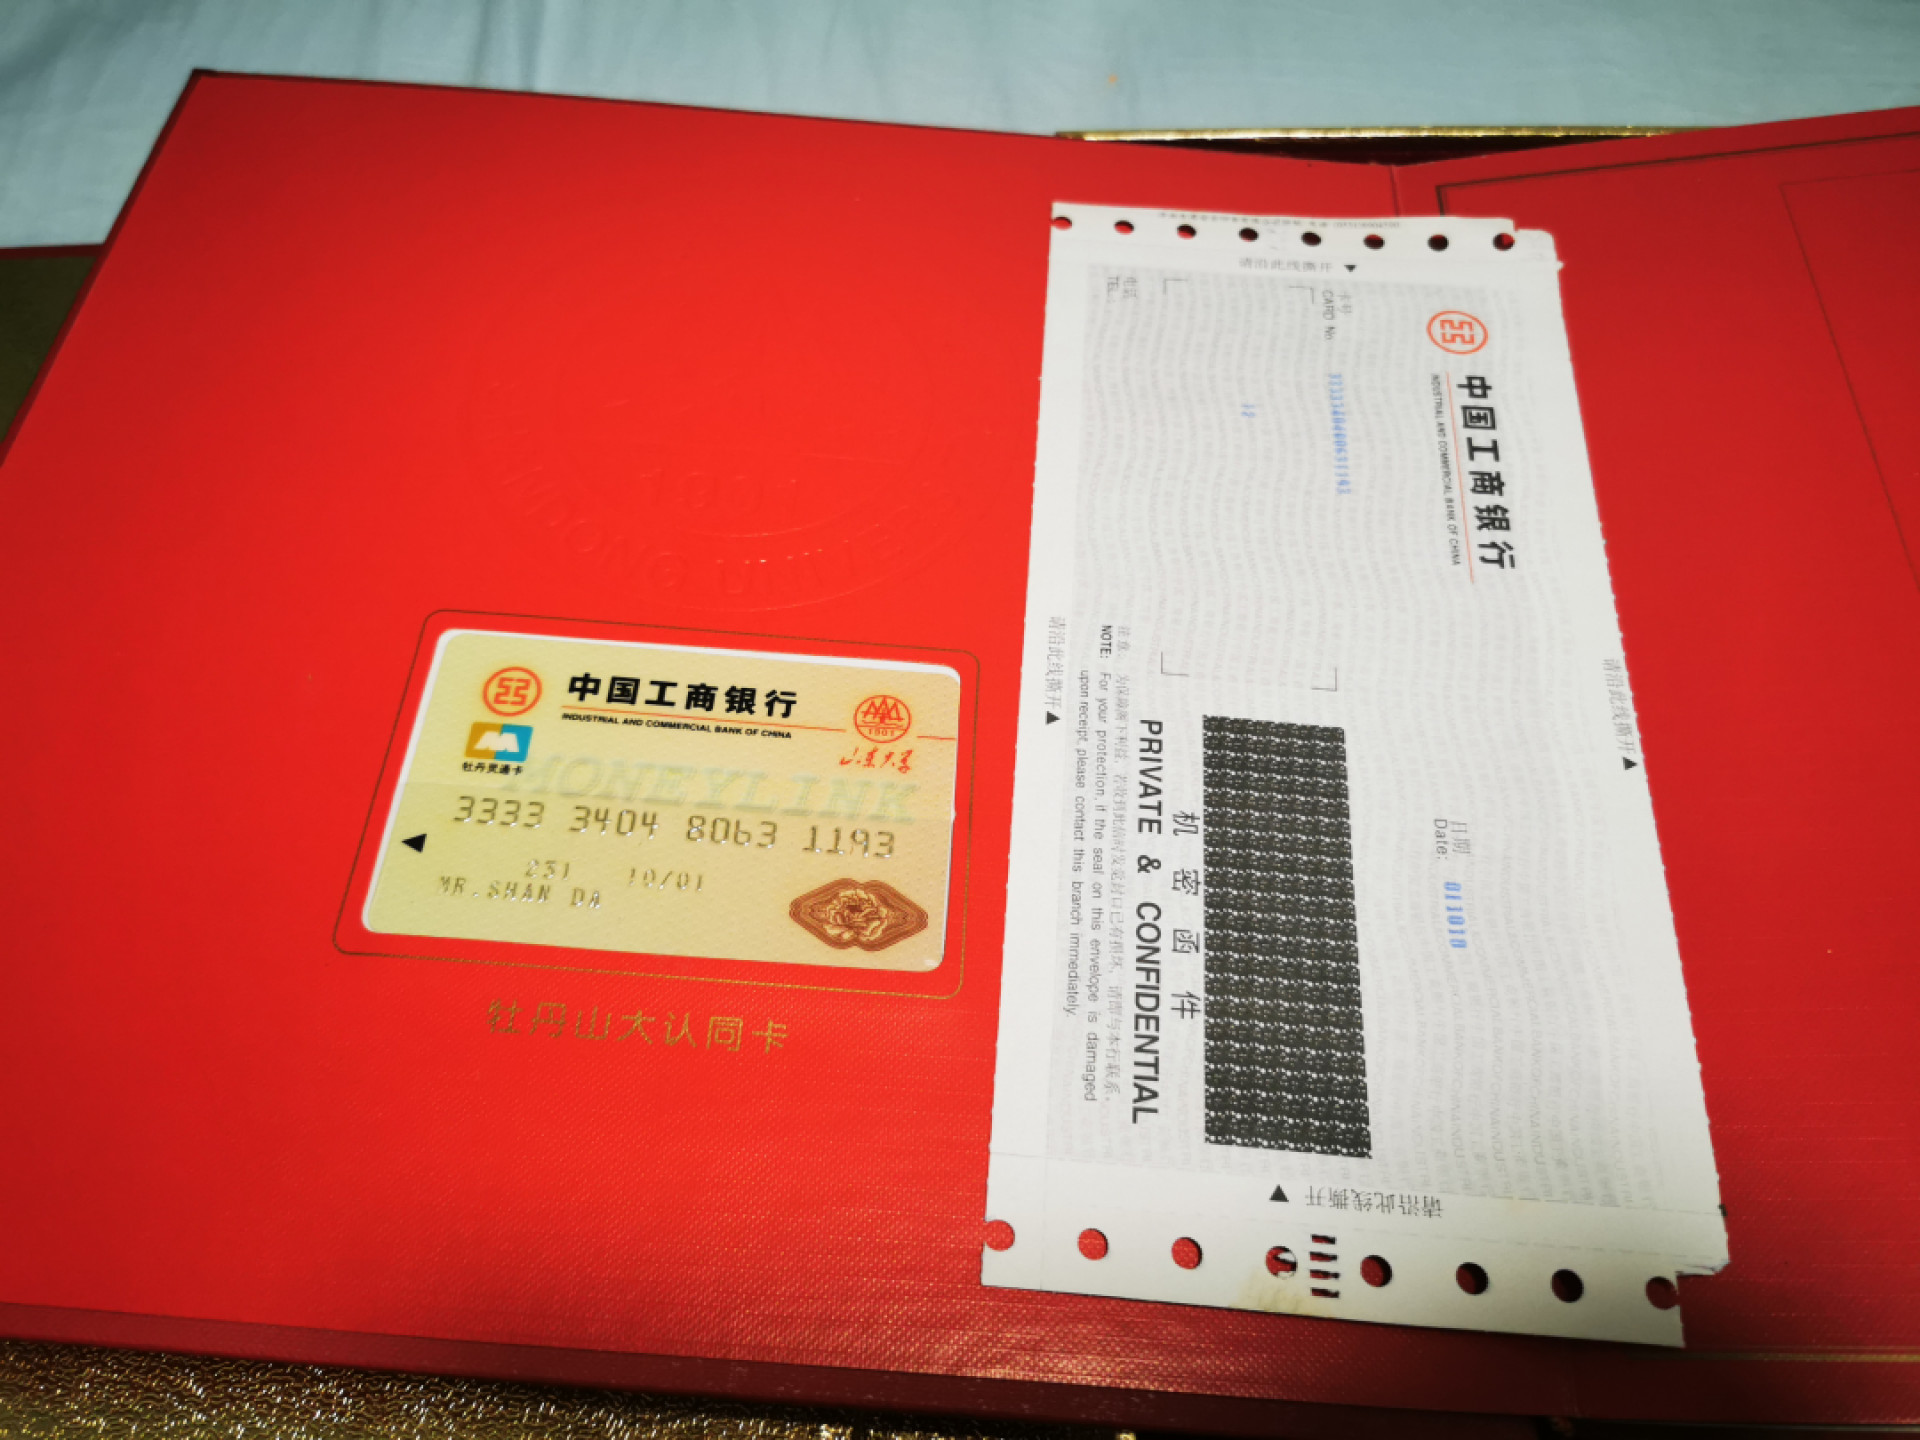 中国工商银行
INDUSTRIAL AND COMMERCIAL BANK OF CHINA
1901
山东大学
牡丹灵通卡
MONEYLINK
3333 3404 8063 1193
231 10/01
MR.SHAN DA
牡丹山大认同卡
请沿此线撕开
中国工商银行
INDUSTRIAL AND COMMERCIAL BANK OF CHINA
卡号
CARD No.
电话
TEL
12
日期
Date: 011010
机密函件
PRIVATE & CONFIDENTIAL
NOTE: For your protection, if the seal on this envelope is damaged
upon receipt, please contact this branch immediately.
请沿此线撕开
请沿此线撕开
请沿此线撕开